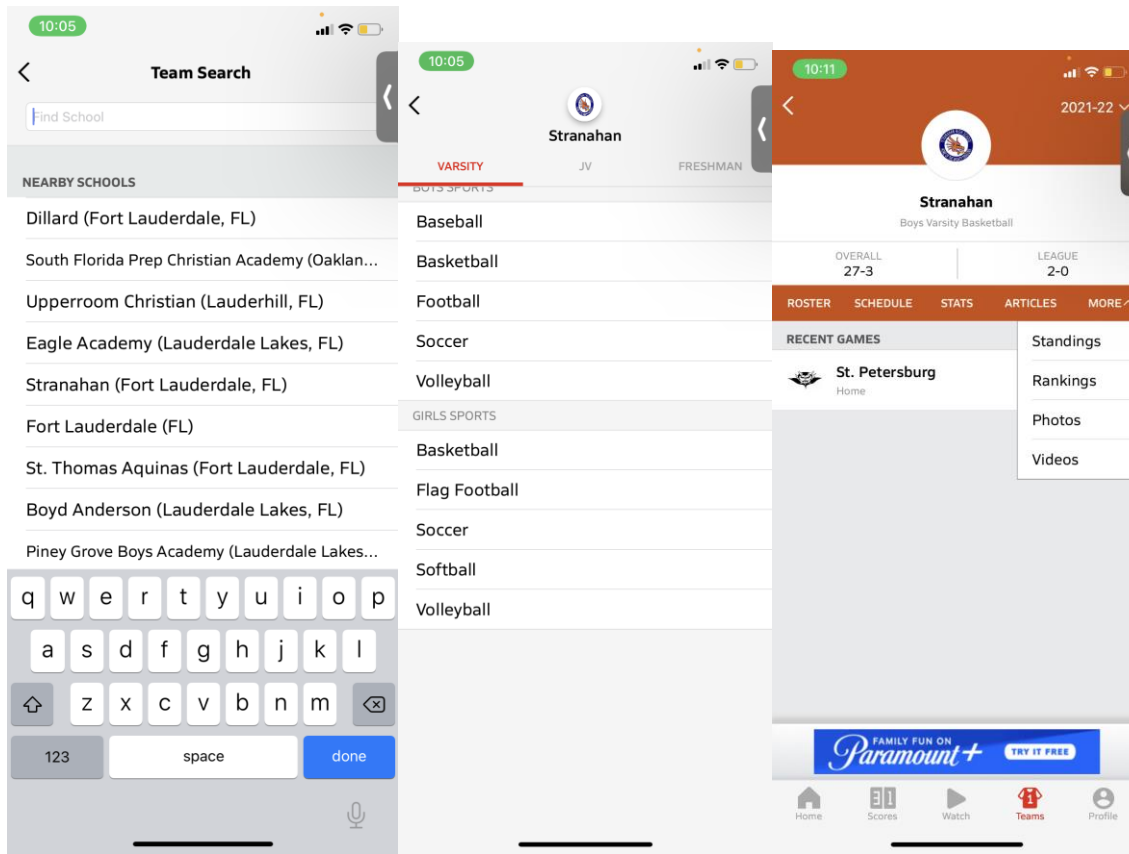 10:05
Team Search
Find School
NEARBY SCHOOLS
Dillard (Fort Lauderdale, FL)
South Florida Prep Christian Academy (Oaklan...
Upperroom Christian (Lauderhill, FL)
Eagle Academy (Lauderdale Lakes, FL)
Stranahan (Fort Lauderdale, FL)
Fort Lauderdale (FL)
St. Thomas Aquinas (Fort Lauderdale, FL)
Boyd Anderson (Lauderdale Lakes, FL)
Piney Grove Boys Academy (Lauderdale Lakes...
q w e r t y u i o p
a s d f g h j k l
z x c v b n m
123 space done
10:05
Stranahan
VARSITY JV FRESHMAN
BOYS SPORTS
Baseball
Basketball
Football
Soccer
Volleyball
GIRLS SPORTS
Basketball
Flag Football
Soccer
Softball
Volleyball
10:11
2021-22
Stranahan
Boys Varsity Basketball
OVERALL LEAGUE
27-3 2-0
ROSTER SCHEDULE STATS ARTICLES MORE
RECENT GAMES
St. Petersburg
Home
Standings
Rankings
Photos
Videos
FAMILY FUN ON
Paramount+
TRY IT FREE
31
1
Home Scores Watch Teams Profile